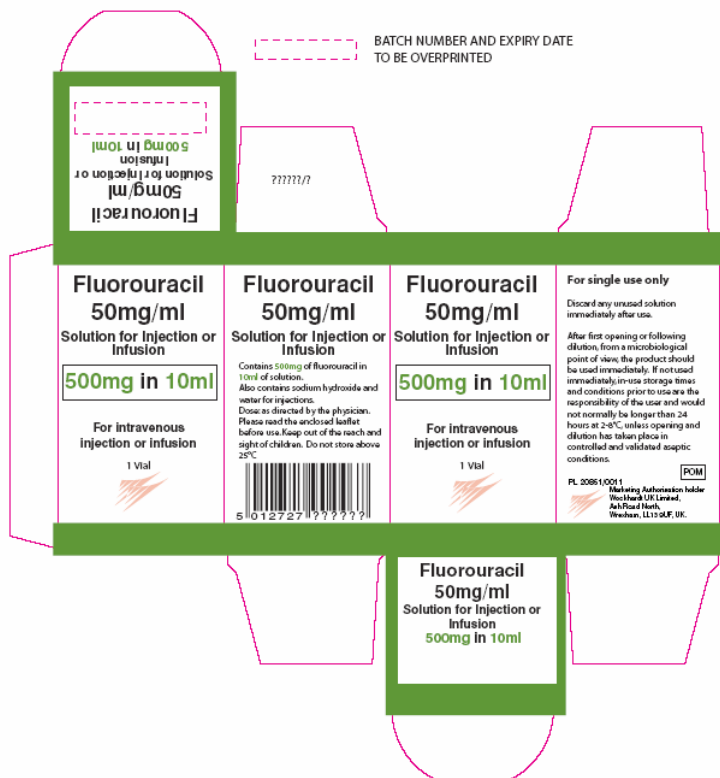 BATCH NUMBER AND EXPIRY DATE
TO BE OVERPRINTED
Fluorouracil
50mg/ml
Solution for Injection or
Infusion
500mg in 10ml
??????/?
Fluorouracil
50mg/ml
Solution for Injection or
Infusion
500mg in 10ml
For intravenous
injection or infusion
1 Vial
Fluorouracil
50mg/ml
Solution for Injection or
Infusion
Contains 500mg of fluorouracil in
10ml of solution.
Also contains sodium hydroxide and
water for injections.
Dose: as directed by the physician.
Please read the enclosed leaflet
before use. Keep out of the reach and
sight of children. Do not store above
25°C
5 012727 ??????
Fluorouracil
50mg/ml
Solution for Injection or
Infusion
500mg in 10ml
For intravenous
injection or infusion
1 Vial
For single use only
Discard any unused solution
immediately after use.
After first opening or following
dilution, from a microbiological
point of view, the product should
be used immediately. If not used
immediately, in-use storage times
and conditions prior to use are the
responsibility of the user and would
not normally be longer than 24
hours at 2-8°C, unless opening and
dilution has taken place in
controlled and validated aseptic
conditions.
POM
PL 20851/0011
Marketing Authorisation holder
Wockhardt UK Limited,
Ash Road North,
Wrexham, LL13 9UF, UK.
Fluorouracil
50mg/ml
Solution for Injection or
Infusion
500mg in 10ml